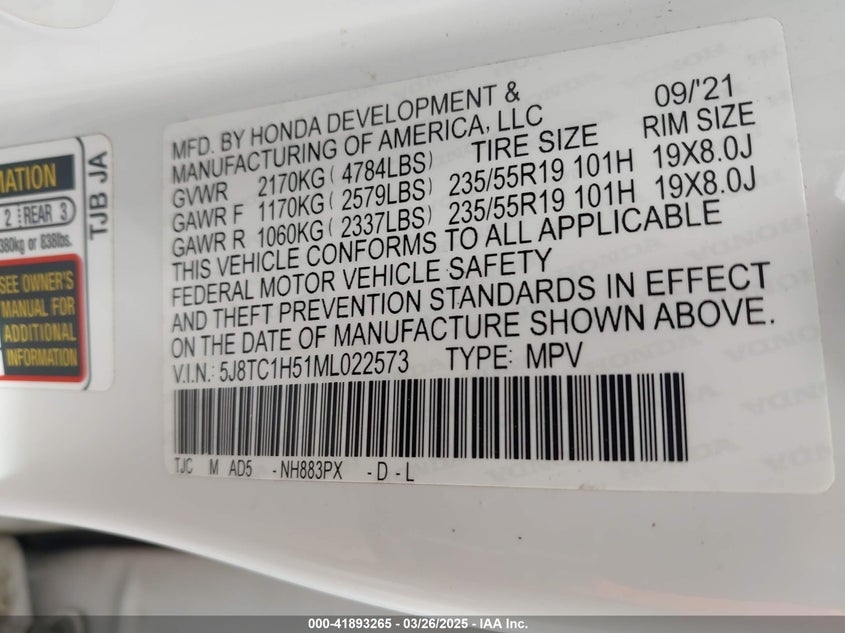 MFD. BY HONDA DEVELOPMENT & 09/'21
MANUFACTURING OF AMERICA, LLC
TIRE SIZE RIM SIZE
GVWR 2170KG(4784LBS)
GAWR F 1170KG(2579LBS) 235/55R19 101H 19X8.0J
GAWR R 1060KG(2337LBS) 235/55R19 101H 19X8.0J
THIS VEHICLE CONFORMS TO ALL APPLICABLE
FEDERAL MOTOR VEHICLE SAFETY
AND THEFT PREVENTION STANDARDS IN EFFECT
ON THE DATE OF MANUFACTURE SHOWN ABOVE.
V.I.N.: 5J8TC1H51ML022573 TYPE: MPV
TJC M AD5 -NH883PX -D -L
MATION
2 REAR 3
380kg or 838lbs.
SEE OWNER'S
MANUAL FOR
ADDITIONAL
INFORMATION
TJB JA
000-41893265 / 03/26/2025 - IAA Inc.